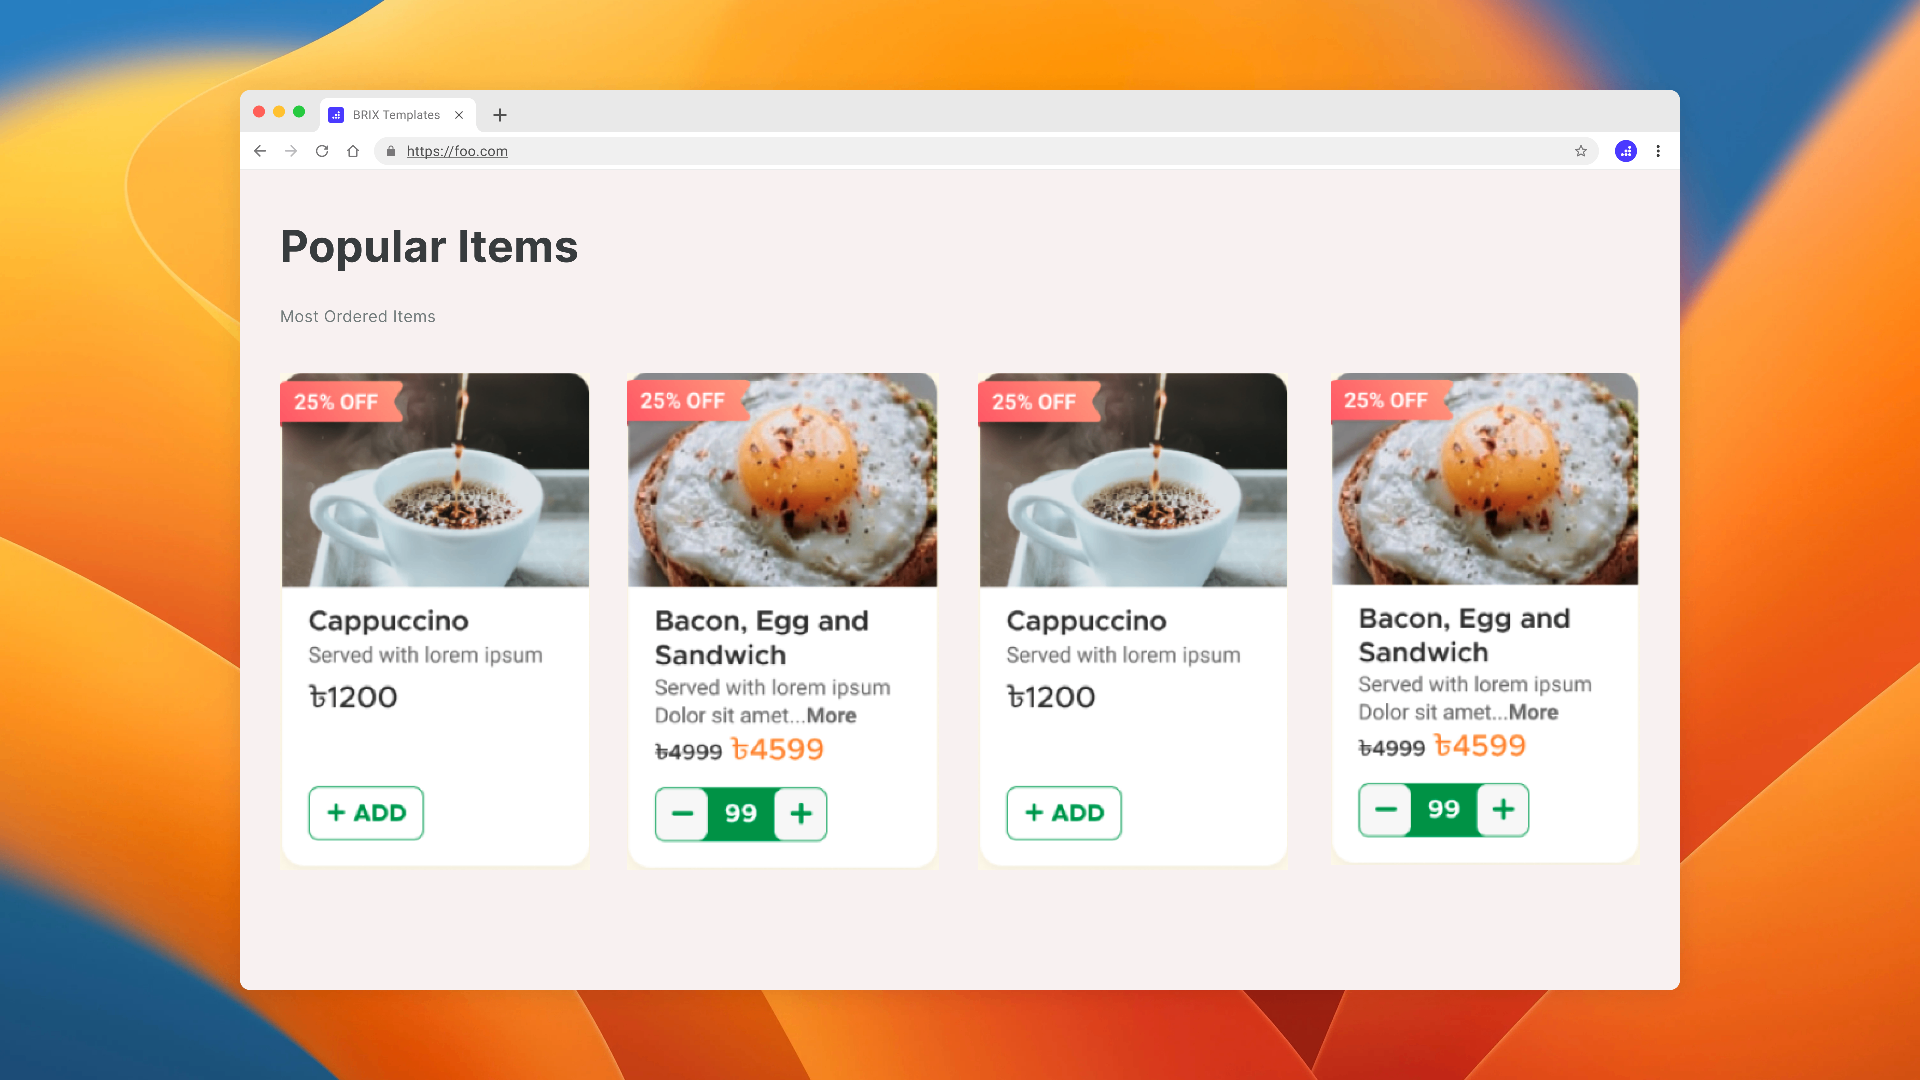 BRIX Templates
https://foo.com
Popular Items
Most Ordered Items
25% OFF
Cappuccino
Served with lorem ipsum
৳1200
+ ADD
25% OFF
Bacon, Egg and
Sandwich
Served with lorem ipsum
Dolor sit amet...More
৳4999 ৳4599
− 99 +
25% OFF
Cappuccino
Served with lorem ipsum
৳1200
+ ADD
25% OFF
Bacon, Egg and
Sandwich
Served with lorem ipsum
Dolor sit amet...More
৳4999 ৳4599
− 99 +